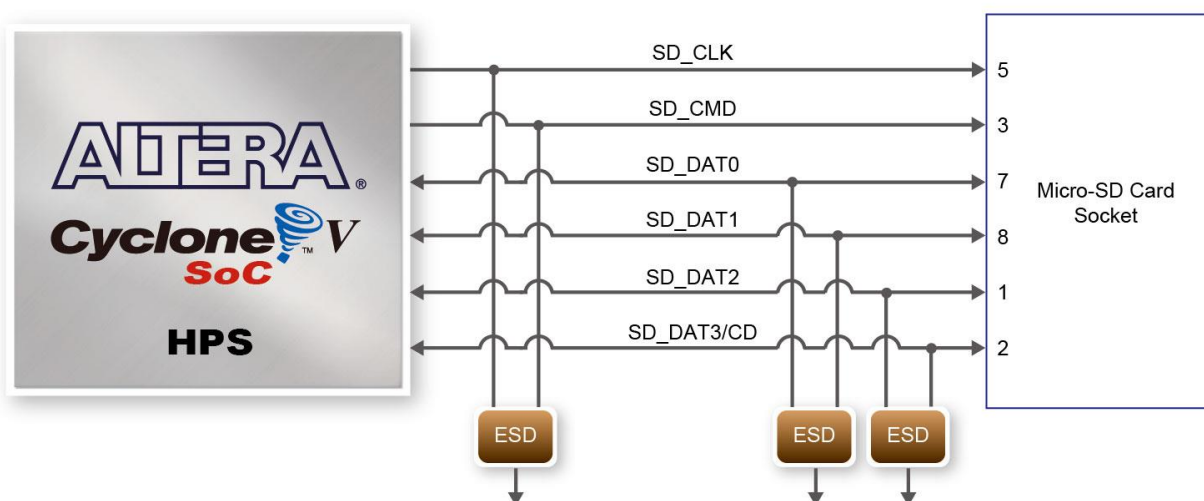 SD_CLK
5
SD_CMD
3
SD_DAT0
7
SD_DAT1
8
SD_DAT2
1
SD_DAT3/CD
2
ALTERA®
Cyclone™ V
SoC
HPS
Micro-SD Card
Socket
ESD
ESD
ESD